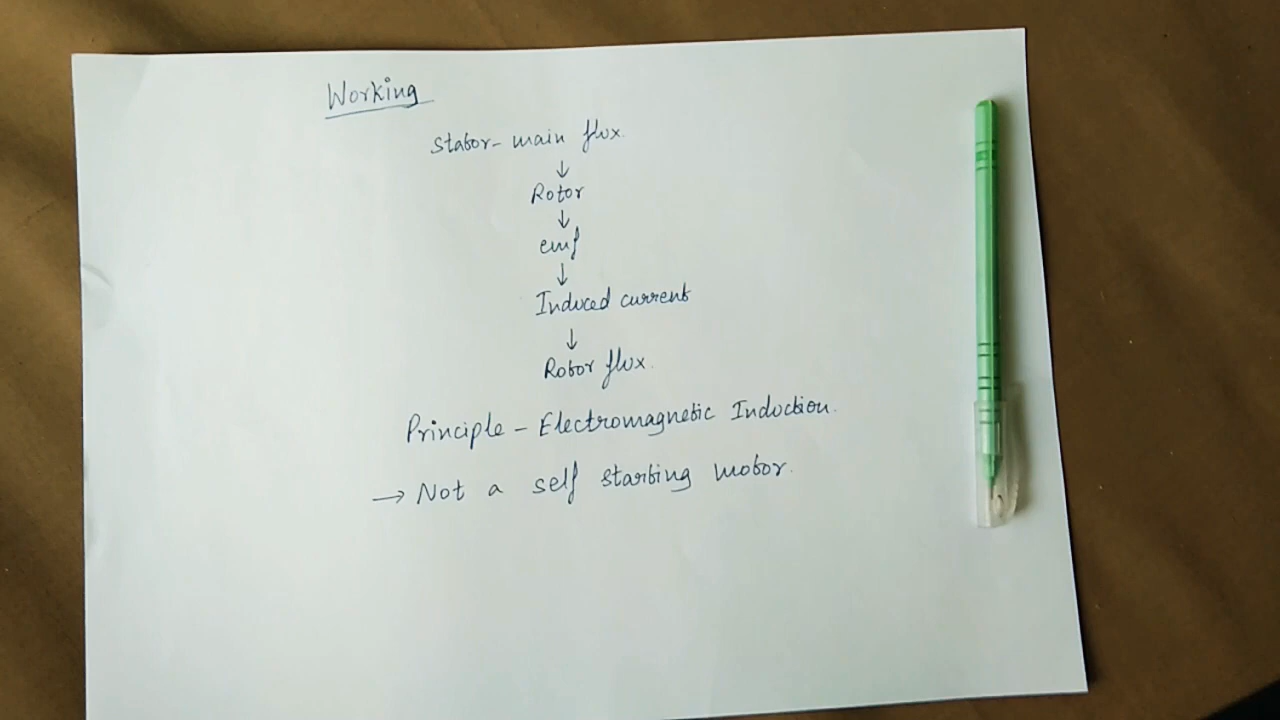 Working
Stator- main flux.
↓
Rotor
↓
emf
↓
Induced current
↓
Rotor flux.
Principle - Electromagnetic Induction.
→ Not a self starting motor.